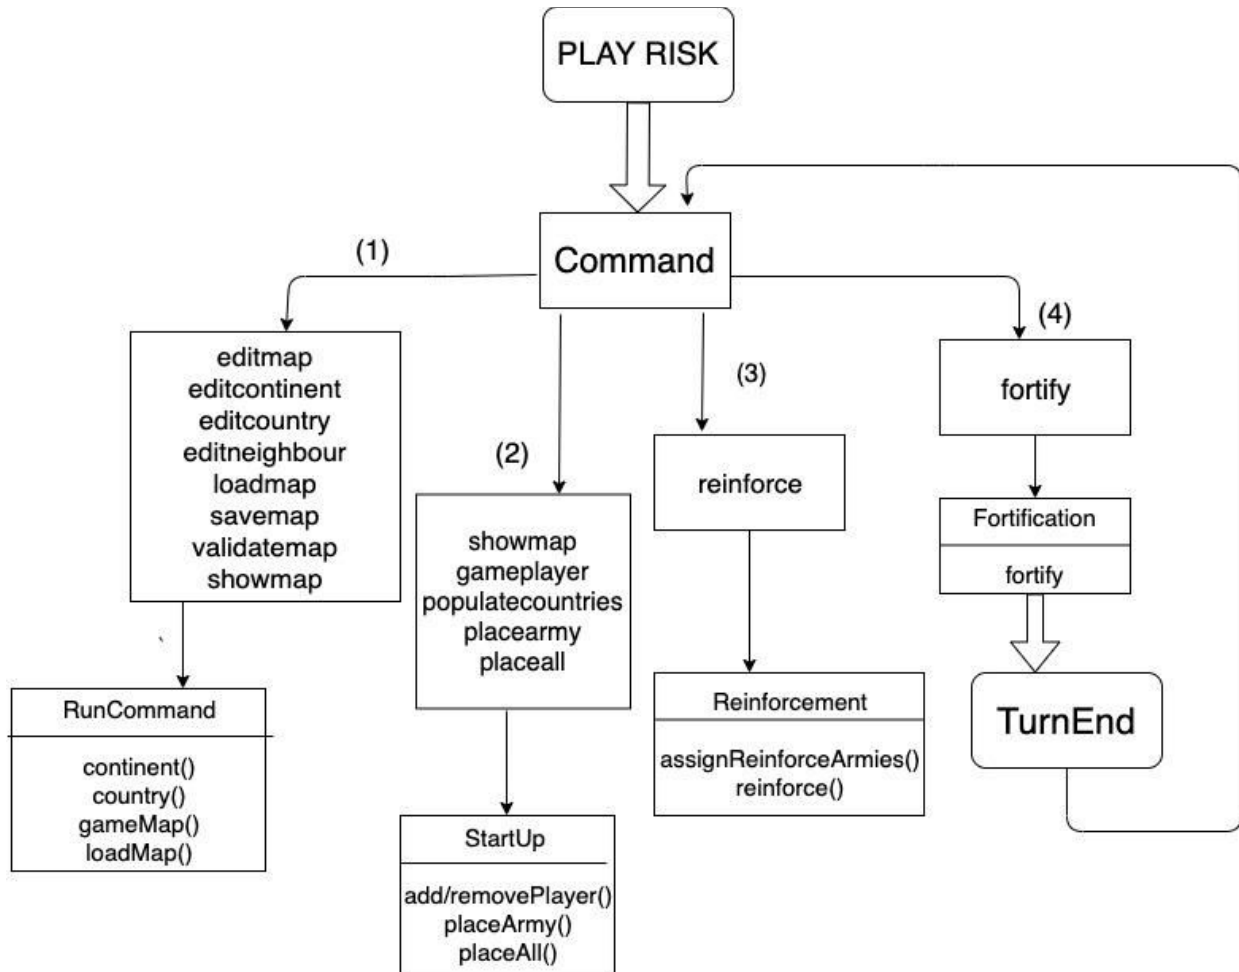 PLAY RISK
Command
(1)
editmap
editcontinent
editcountry
editneighbour
loadmap
savemap
validatemap
showmap
RunCommand
continent()
country()
gameMap()
loadMap()
(2)
showmap
gameplayer
populatecountries
placearmy
placeall
StartUp
add/removePlayer()
placeArmy()
placeAll()
(3)
reinforce
Reinforcement
assignReinforceArmies()
reinforce()
(4)
fortify
Fortification
fortify
TurnEnd